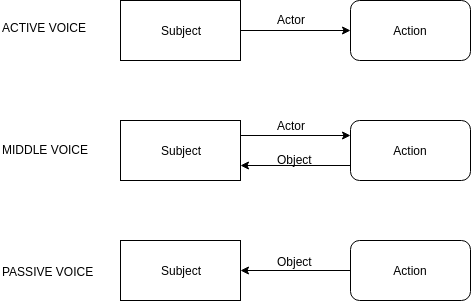 ACTIVE VOICE
Subject
Actor
Action
MIDDLE VOICE
Subject
Actor
Object
Action
PASSIVE VOICE
Subject
Object
Action